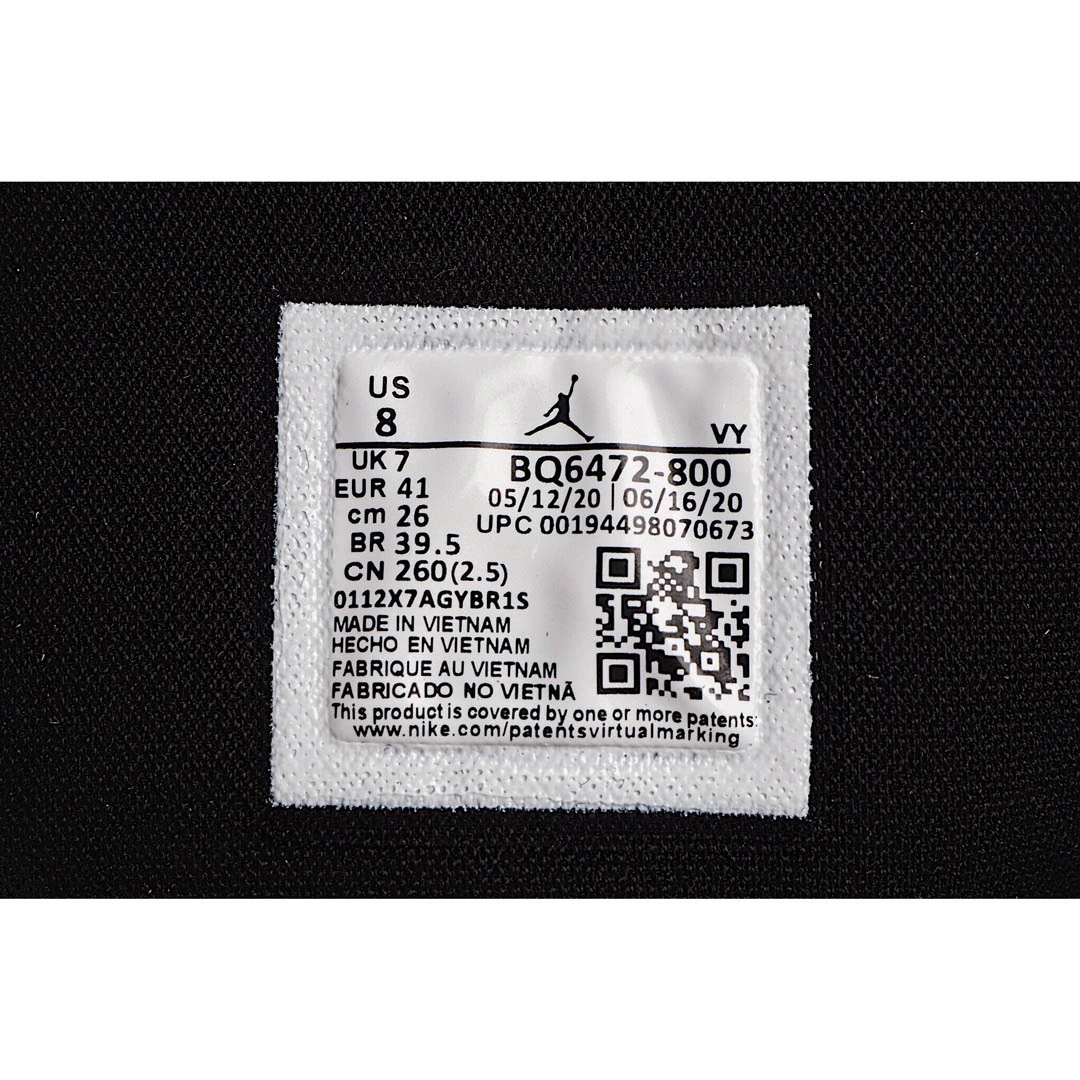 US
8
VY
UK 7
EUR 41
cm 26
BR 39.5
CN 260(2.5)
BQ6472-800
05/12/20 | 06/16/20
UPC 00194498070673
0112X7AGYBR1S
MADE IN VIETNAM
HECHO EN VIETNAM
FABRIQUE AU VIETNAM
FABRICADO NO VIETNÃ
This product is covered by one or more patents:
www.nike.com/patentsvirtualmarking